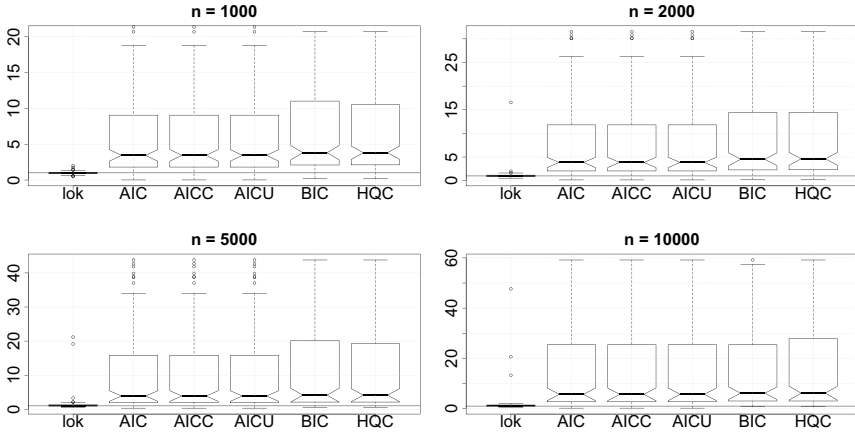 n = 1000
20
15
10
5
0
lok AIC AICC AICU BIC HQC
n = 2000
25
15
5
0
lok AIC AICC AICU BIC HQC
n = 5000
40
30
20
10
0
lok AIC AICC AICU BIC HQC
n = 10000
60
40
20
0
lok AIC AICC AICU BIC HQC